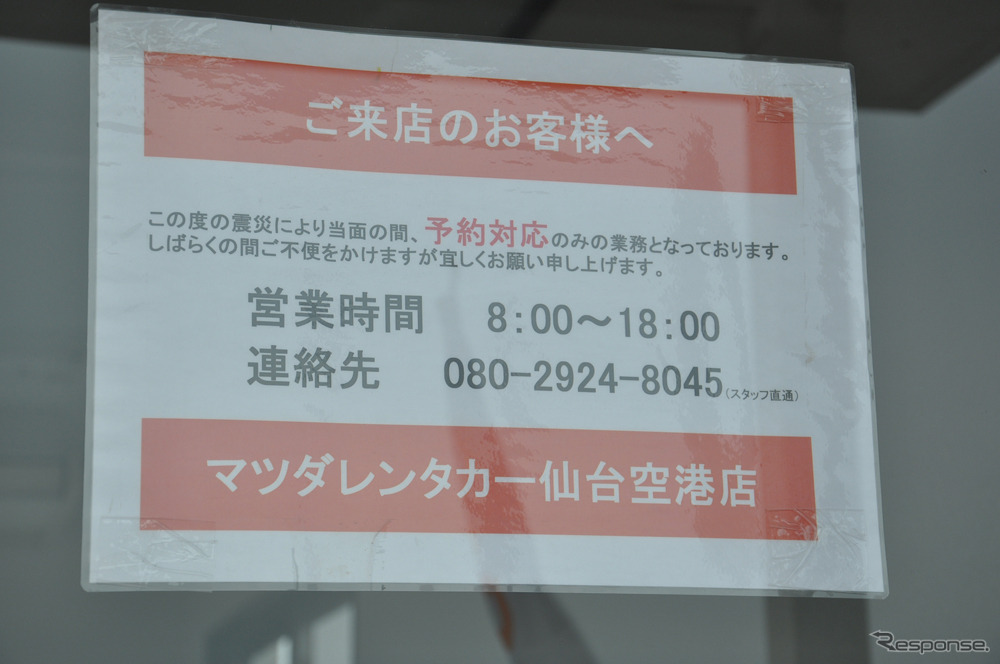 ご来店のお客様へ
この度の震災により当面の間、予約対応のみの業務となっております。
しばらくの間ご不便をかけますが宜しくお願い申し上げます。
営業時間 8:00～18:00
連絡先 080-2924-8045(スタッフ直通)
マツダレンタカー仙台空港店
Response.